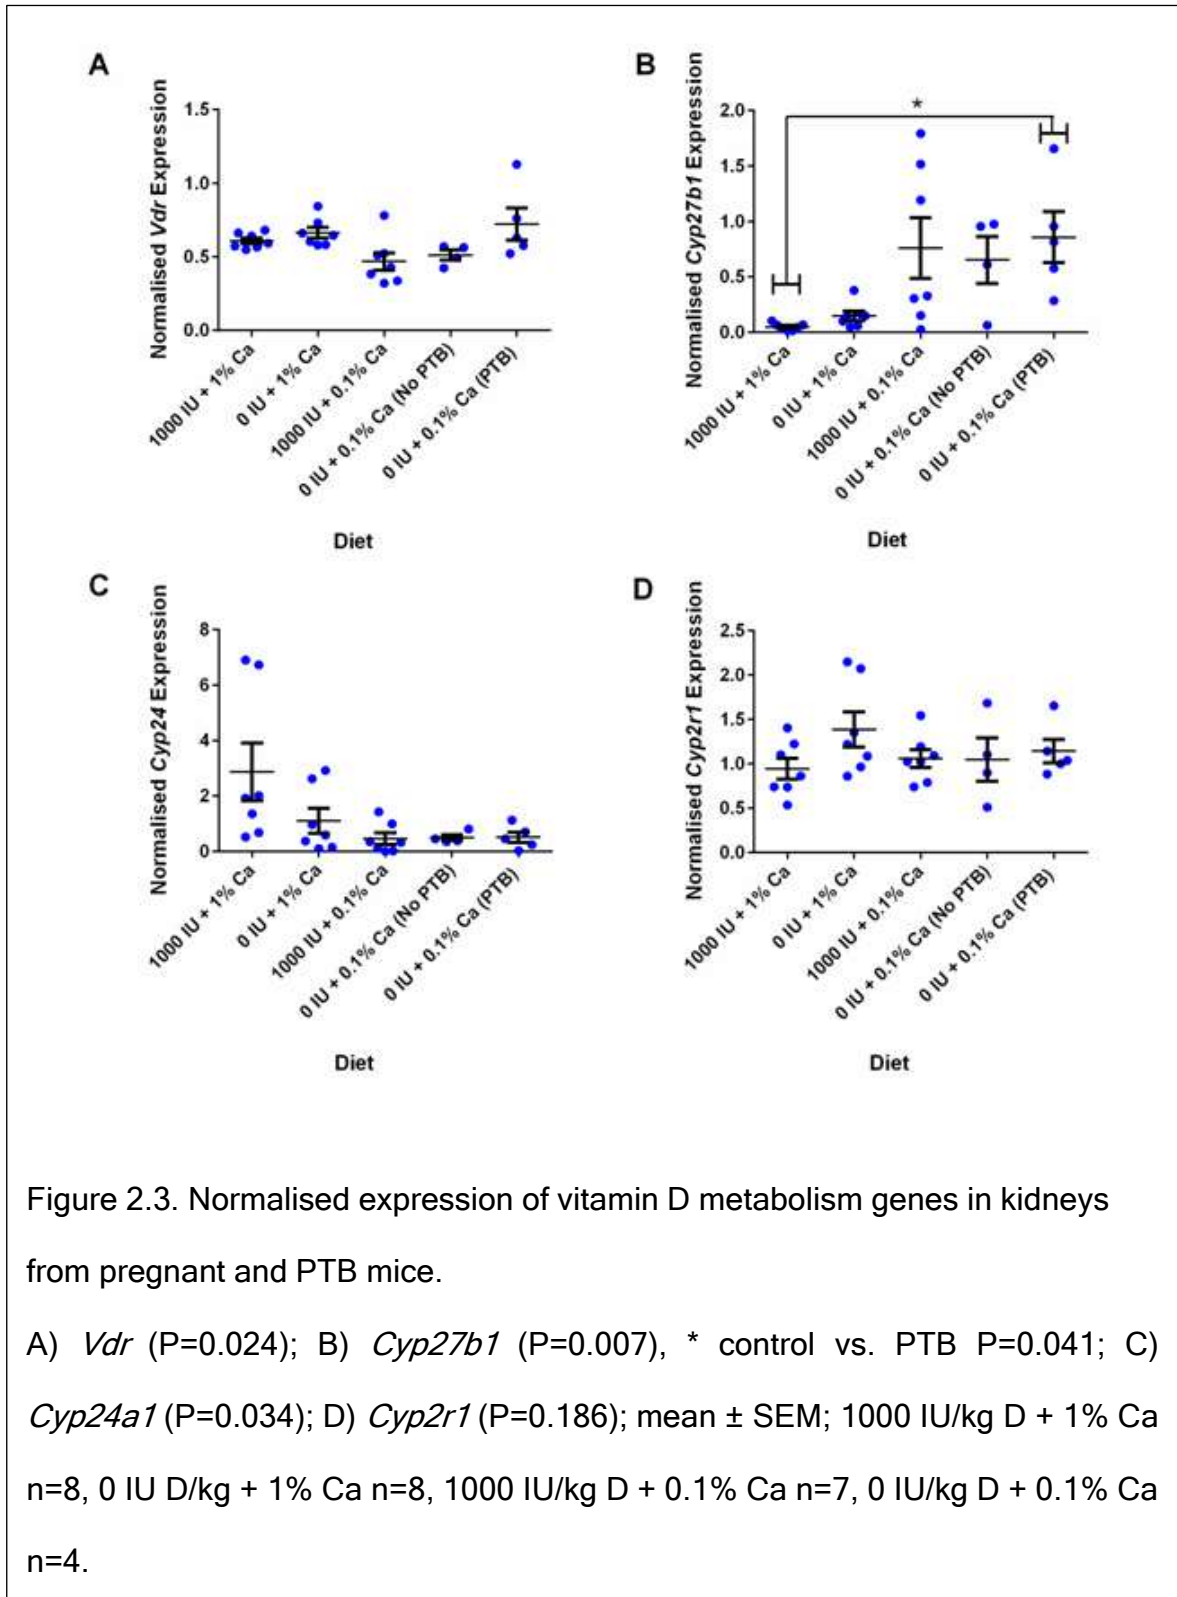 A
Normalised Vdr Expression
1.5
1.0
0.5
0.0
1000 IU + 1% Ca
0 IU + 1% Ca
1000 IU + 0.1% Ca
0 IU + 0.1% Ca (No PTB)
0 IU + 0.1% Ca (PTB)
Diet
B
Normalised Cyp27b1 Expression
2.0
1.5
1.0
0.5
0.0
*
1000 IU + 1% Ca
0 IU + 1% Ca
1000 IU + 0.1% Ca
0 IU + 0.1% Ca (No PTB)
0 IU + 0.1% Ca (PTB)
Diet
C
Normalised Cyp24 Expression
8
6
4
2
0
1000 IU + 1% Ca
0 IU + 1% Ca
1000 IU + 0.1% Ca
0 IU + 0.1% Ca (No PTB)
0 IU + 0.1% Ca (PTB)
Diet
D
Normalised Cyp2r1 Expression
2.5
2.0
1.5
1.0
0.5
0.0
1000 IU + 1% Ca
0 IU + 1% Ca
1000 IU + 0.1% Ca
0 IU + 0.1% Ca (No PTB)
0 IU + 0.1% Ca (PTB)
Diet
Figure 2.3. Normalised expression of vitamin D metabolism genes in kidneys
from pregnant and PTB mice.
A) Vdr (P=0.024); B) Cyp27b1 (P=0.007), * control vs. PTB P=0.041; C)
Cyp24a1 (P=0.034); D) Cyp2r1 (P=0.186); mean ± SEM; 1000 IU/kg D + 1% Ca
n=8, 0 IU D/kg + 1% Ca n=8, 1000 IU/kg D + 0.1% Ca n=7, 0 IU/kg D + 0.1% Ca
n=4.